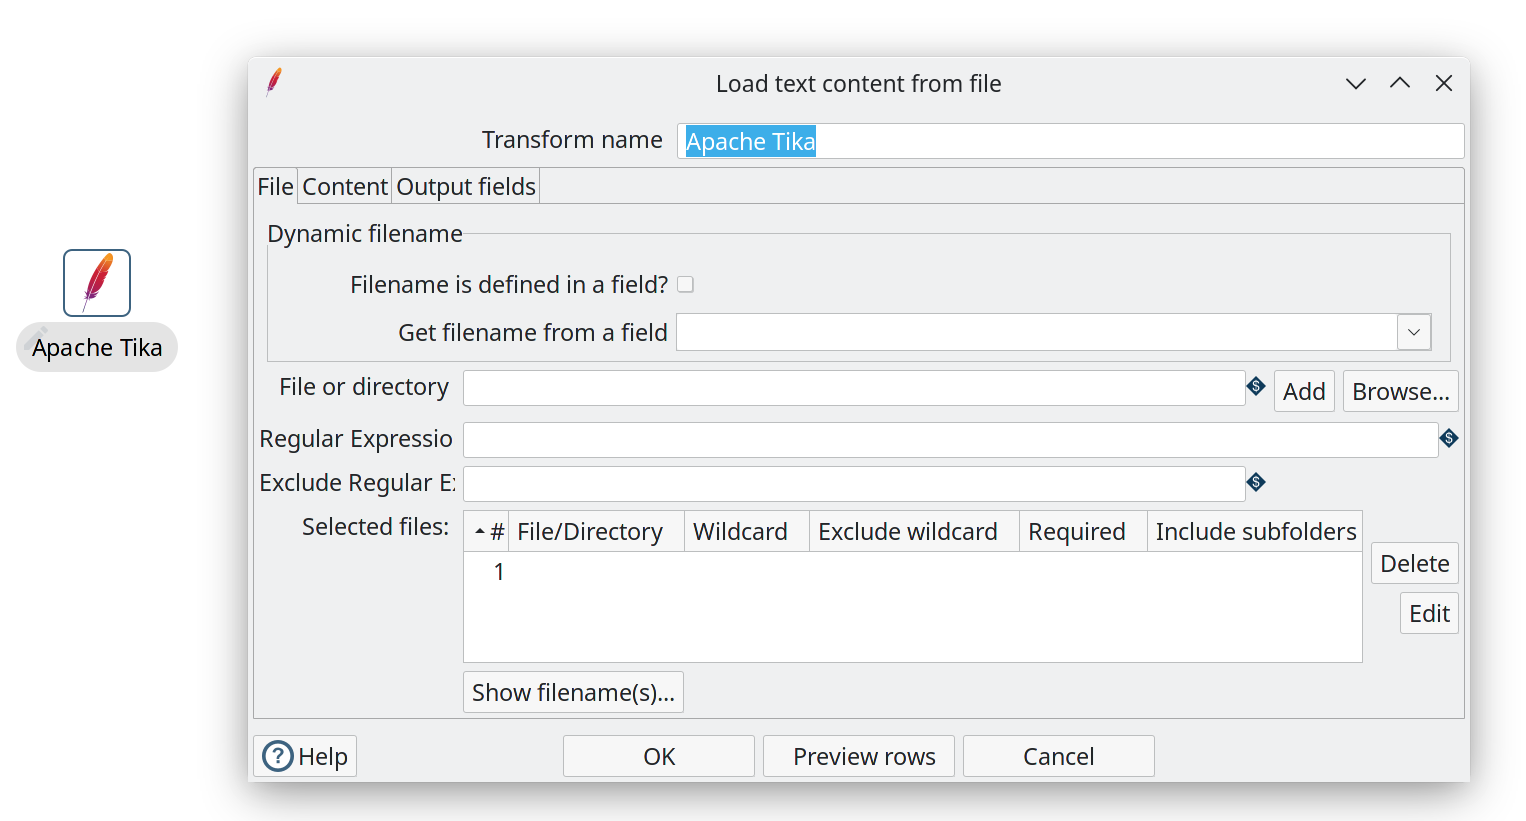 Load text content from file
Transform name Apache Tika
File Content Output fields
Dynamic filename
Filename is defined in a field?
Get filename from a field
Apache Tika
File or directory $ Add Browse...
Regular Expressio $
Exclude Regular E $
Selected files: # File/Directory Wildcard Exclude wildcard Required Include subfolders
1
Delete
Edit
Show filename(s)...
? Help OK Preview rows Cancel